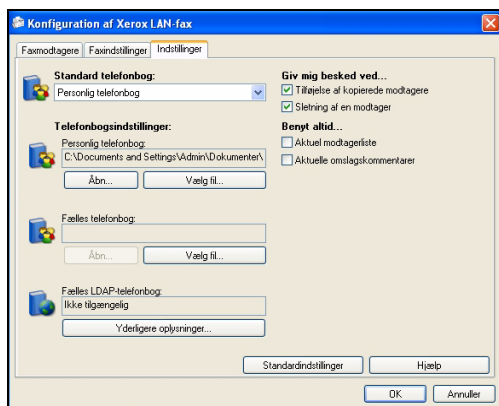 Konfiguration af Xerox LAN-fax
Faxmodtagere Faxindstillinger Indstillinger
Standard telefonbog:
Personlig telefonbog
Telefonbogsindstillinger:
Personlig telefonbog:
C:\Documents and Settings\Admin\Dokumenter\
Åbn... Vælg fil...
Fælles telefonbog:
Åbn... Vælg fil...
Fælles LDAP-telefonbog:
Ikke tilgængelig
Yderligere oplysninger...
Giv mig besked ved...
Tilføjelse af kopierede modtagere
Sletning af en modtager
Benyt altid...
Aktuel modtagerliste
Aktuelle omslagskommentarer
Standardindstillinger Hjælp
OK Annuller